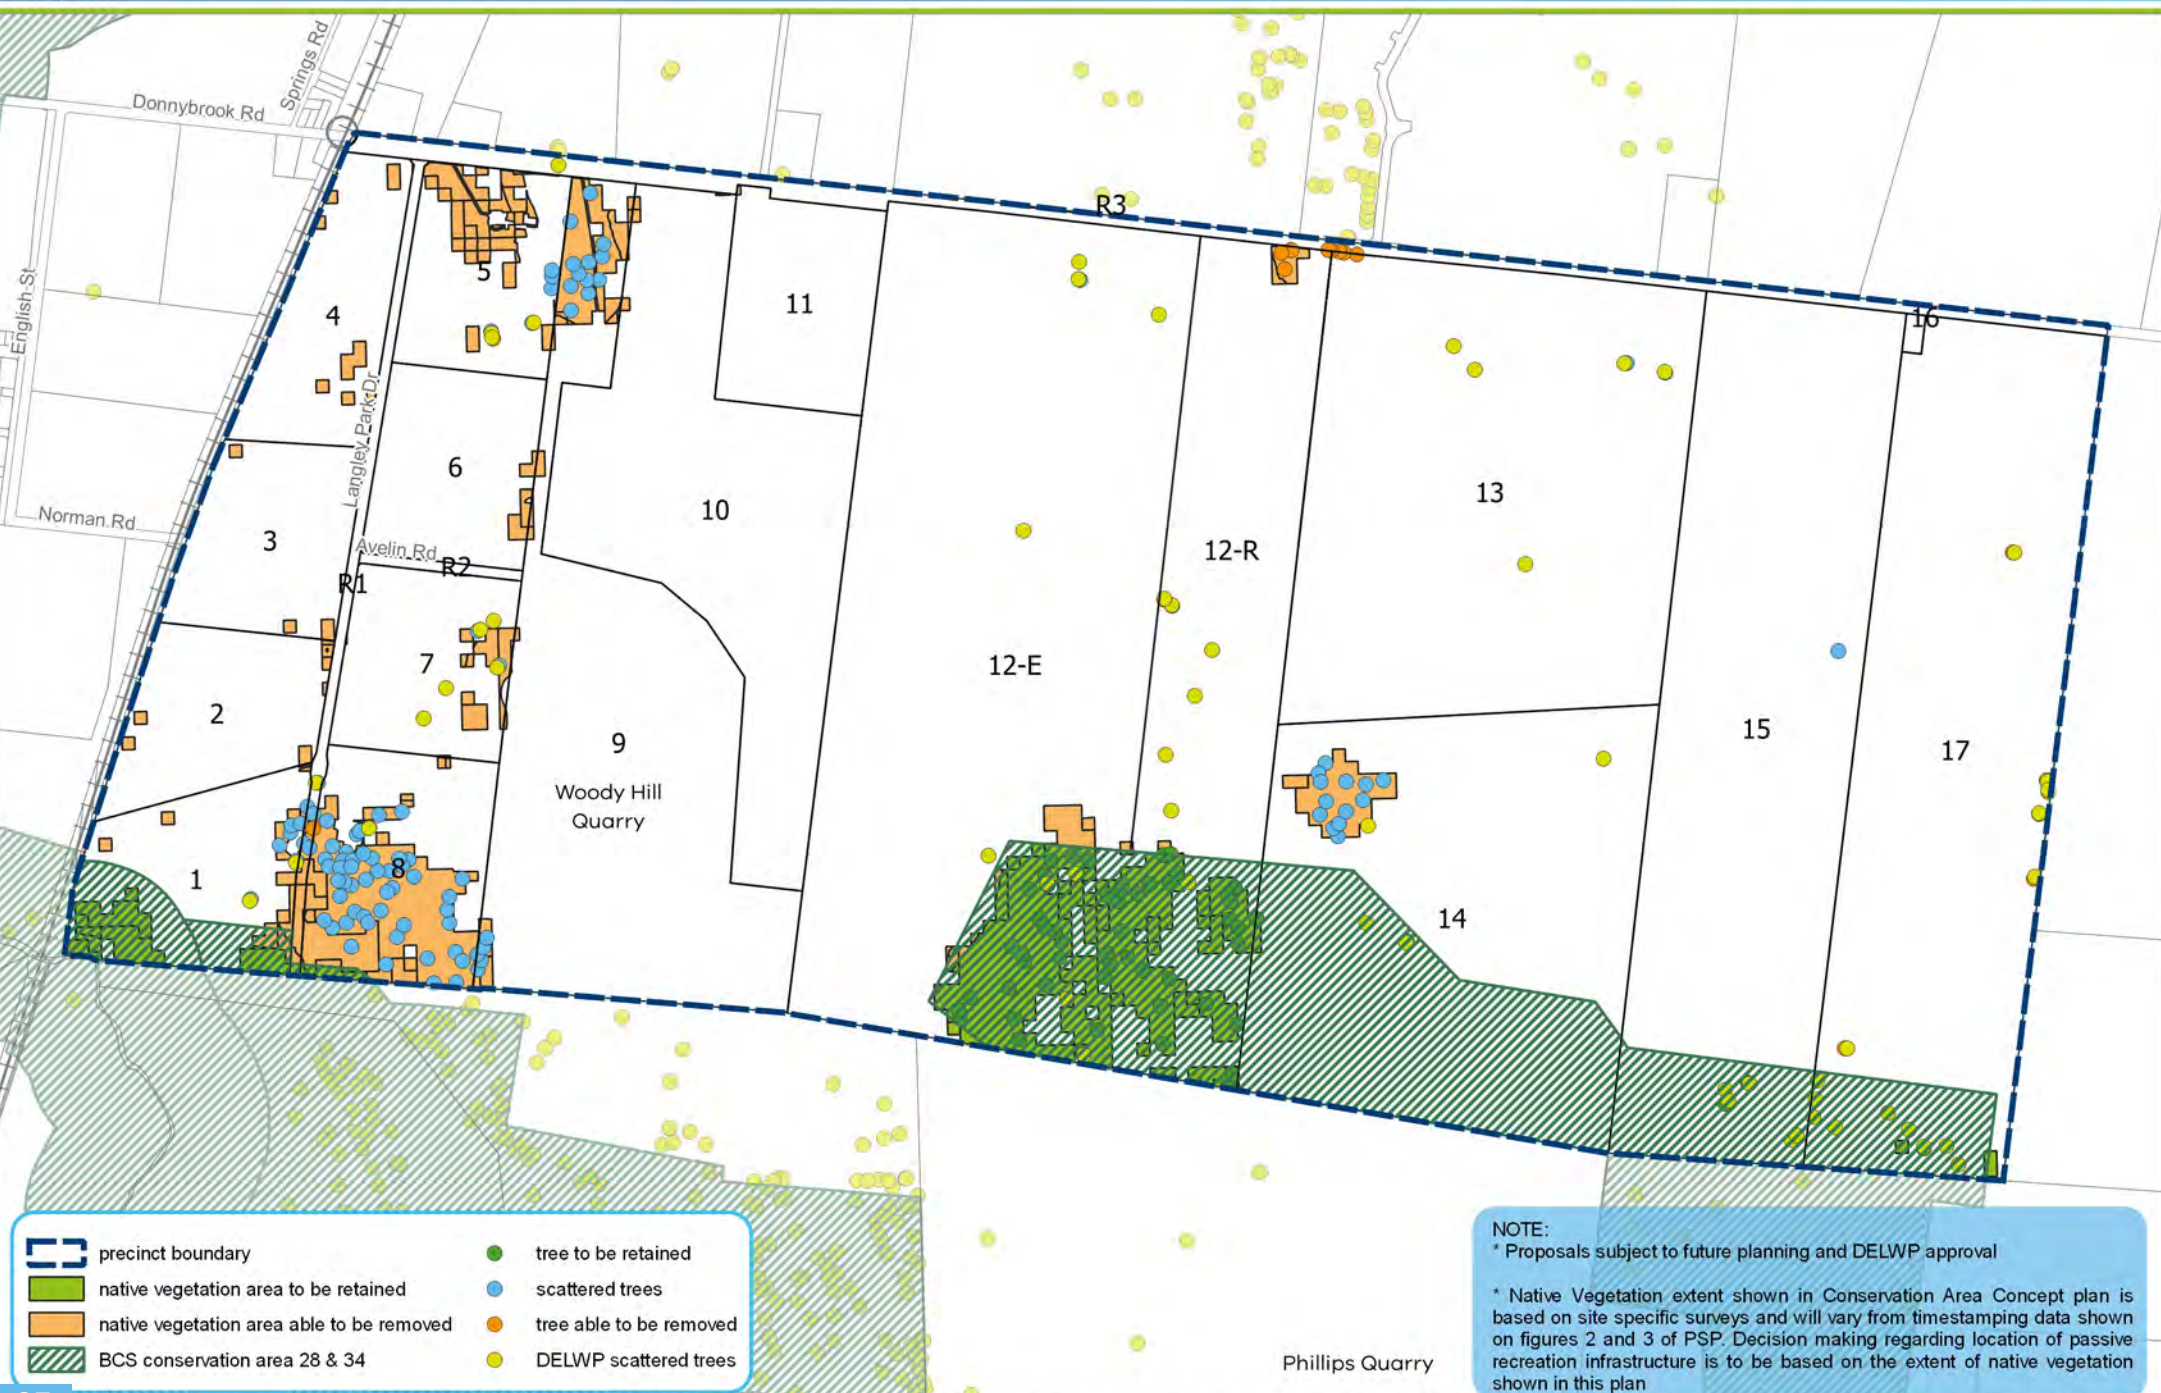 Springs Rd
Donnybrook Rd
R3
English St
4
5
11
16
Langley Park Dr
6
10
13
Norman Rd
3
Avelin Rd
R2
12-R
R1
7
12-E
2
9
15
17
Woody Hill
Quarry
1
8
14
precinct boundary
native vegetation area to be retained
native vegetation area able to be removed
BCS conservation area 28 & 34
tree to be retained
scattered trees
tree able to be removed
DELWP scattered trees
Phillips Quarry
NOTE:
* Proposals subject to future planning and DELWP approval
* Native Vegetation extent shown in Conservation Area Concept plan is
based on site specific surveys and will vary from timestamping data shown
on figures 2 and 3 of PSP. Decision making regarding location of passive
recreation infrastructure is to be based on the extent of native vegetation
shown in this plan